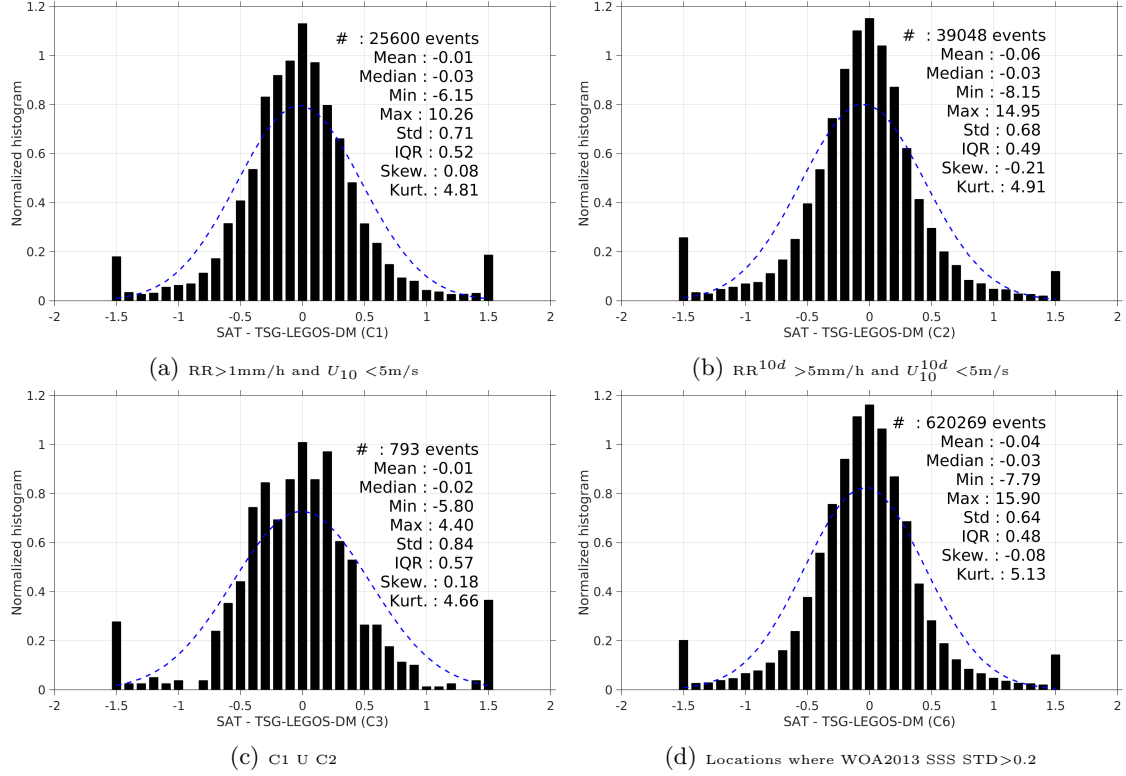 Normalized histogram
1.2
1
0.8
0.6
0.4
0.2
0
# : 25600 events
Mean : -0.01
Median : -0.03
Min : -6.15
Max : 10.26
Std : 0.71
IQR : 0.52
Skew. : 0.08
Kurt. : 4.81
-2 -1.5 -1 -0.5 0 0.5 1 1.5 2
SAT - TSG-LEGOS-DM (C1)
(a) RR>1mm/h and U10 <5m/s
Normalized histogram
1.2
1
0.8
0.6
0.4
0.2
0
# : 39048 events
Mean : -0.06
Median : -0.03
Min : -8.15
Max : 14.95
Std : 0.68
IQR : 0.49
Skew. : -0.21
Kurt. : 4.91
-2 -1.5 -1 -0.5 0 0.5 1 1.5 2
SAT - TSG-LEGOS-DM (C2)
(b) RR^10d >5mm/h and U10^10d <5m/s
Normalized histogram
1.2
1
0.8
0.6
0.4
0.2
0
# : 793 events
Mean : -0.01
Median : -0.02
Min : -5.80
Max : 4.40
Std : 0.84
IQR : 0.57
Skew. : 0.18
Kurt. : 4.66
-2 -1.5 -1 -0.5 0 0.5 1 1.5 2
SAT - TSG-LEGOS-DM (C3)
(c) C1 U C2
Normalized histogram
1.2
1
0.8
0.6
0.4
0.2
0
# : 620269 events
Mean : -0.04
Median : -0.03
Min : -7.79
Max : 15.90
Std : 0.64
IQR : 0.48
Skew. : -0.08
Kurt. : 5.13
-2 -1.5 -1 -0.5 0 0.5 1 1.5 2
SAT - TSG-LEGOS-DM (C6)
(d) Locations where WOA2013 SSS STD>0.2